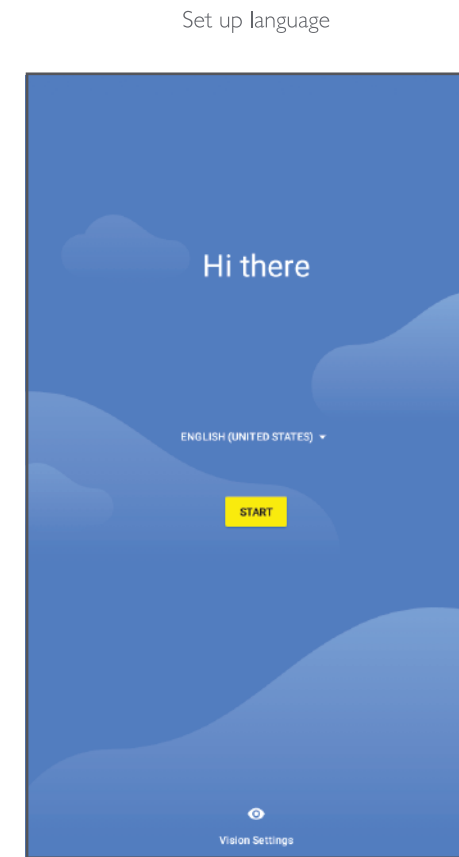 Set up language
Hi there
ENGLISH (UNITED STATES)
START
Vision Settings